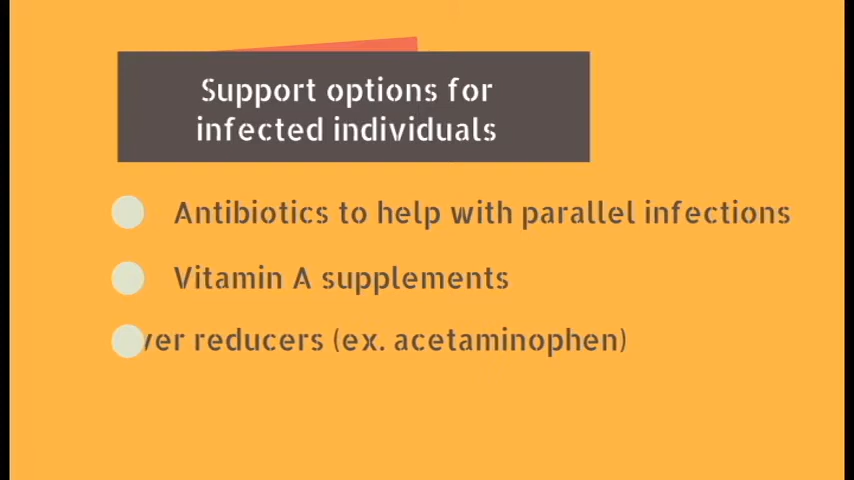 Support options for
infected individuals
Antibiotics to help with parallel infections
Vitamin A supplements
ver reducers (ex. acetaminophen)